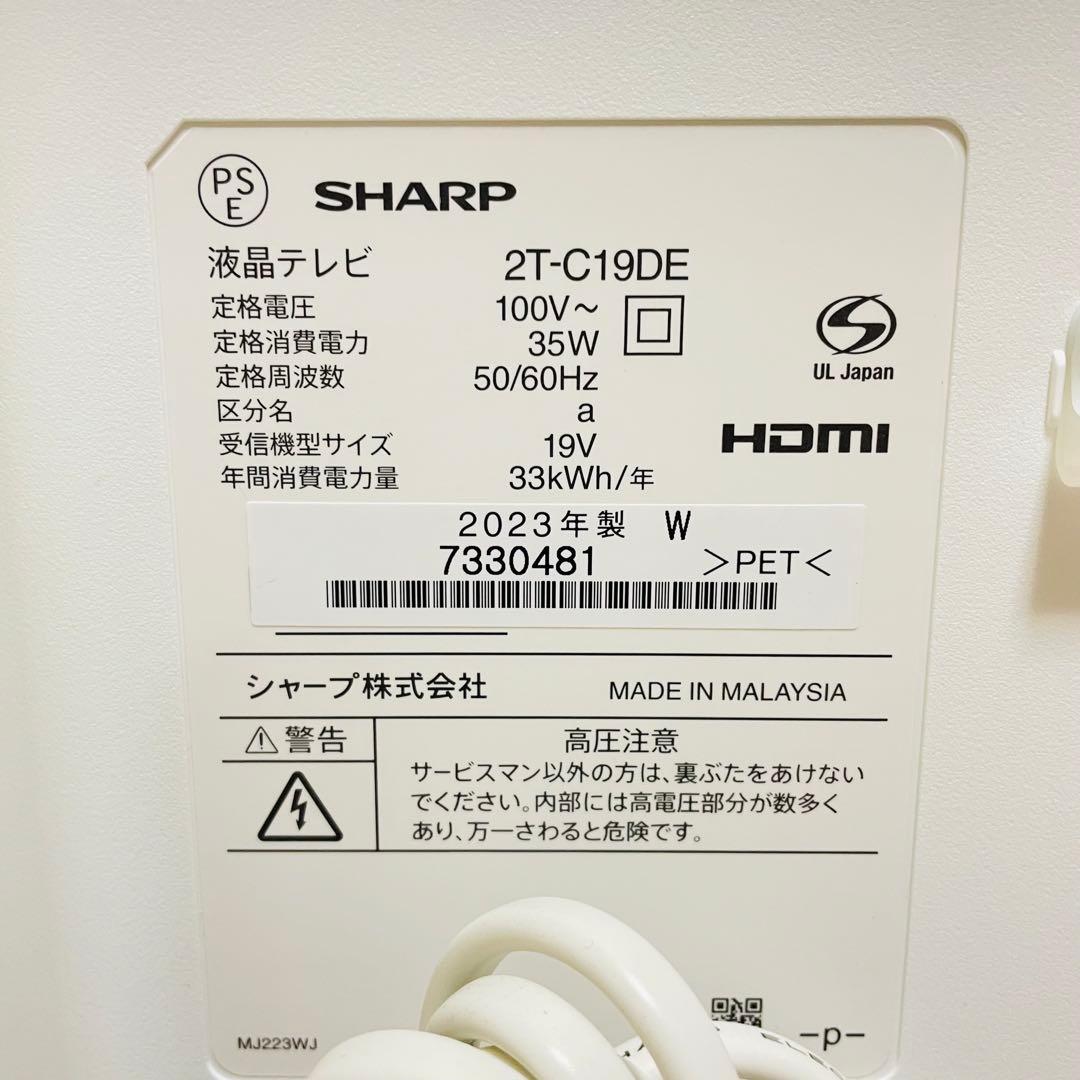 PS
E
SHARP
液晶テレビ 2T-C19DE
定格電圧 100V～
定格消費電力 35W
定格周波数 50/60Hz
区分名 a
受信機型サイズ 19V
年間消費電力量 33kWh/年
UL Japan
HDMI
2023年製 W
7330481 ＞PET＜
シャープ株式会社 MADE IN MALAYSIA
警告
高圧注意
サービスマン以外の方は、裏ぶたをあけない
でください。内部には高電圧部分が数多く
あり、万一さわると危険です。
MJ223WJ
-p-